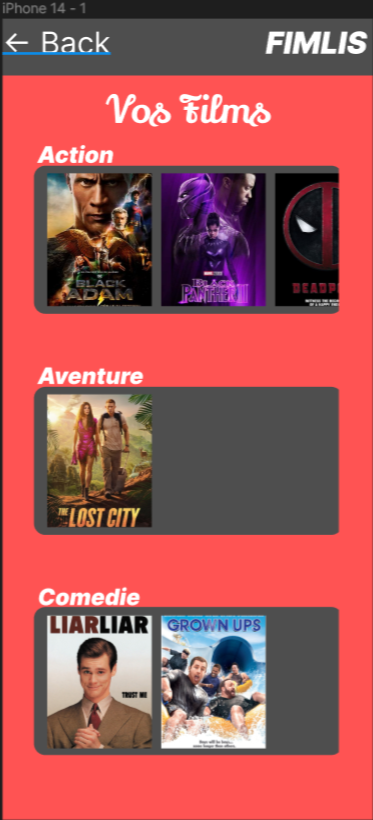 iPhone 14 - 1
← Back
FIMLIS
Vos Films
Action
BLACK
ADAM
BLACK
PANTHER II
DEADP
Aventure
THE LOST CITY
Comedie
LIARLIAR
TRUST ME
GROWN UPS